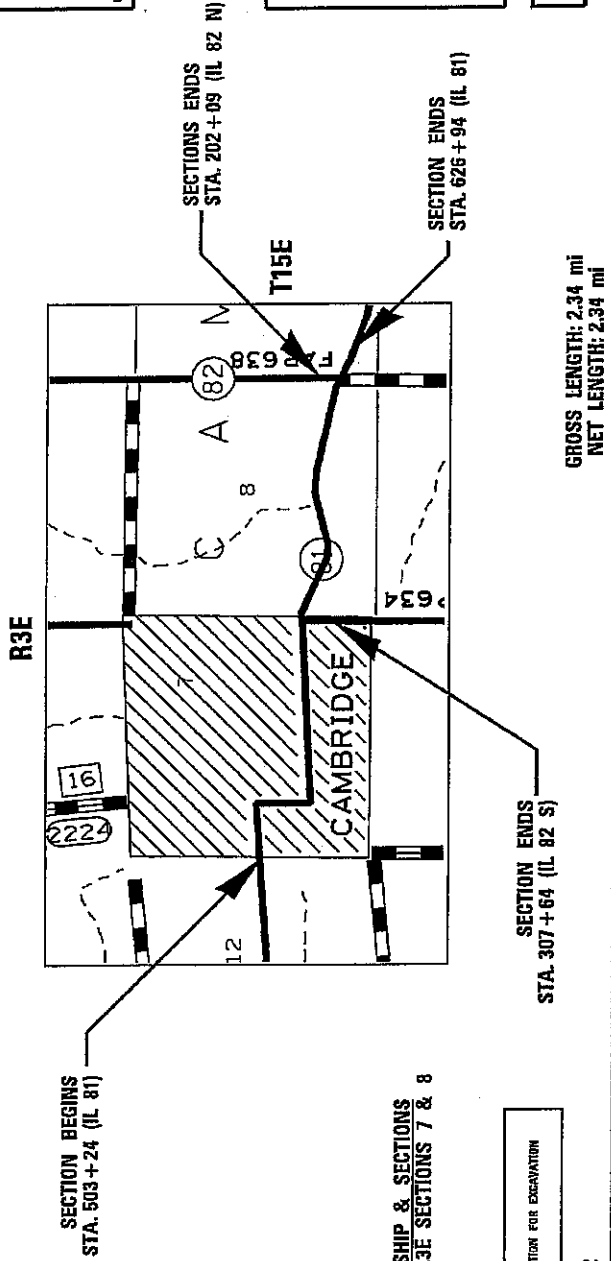 SECTIONS ENDS
STA. 202+09 (IL 82 N)
SECTION ENDS
STA. 626+94 (IL 81)
T15E
GROSS LENGTH: 2.34 mi
NET LENGTH: 2.34 mi
R3E
82
FAP 638
C A M
8
81
634
7
CAMBRIDGE
16
2224
12
SECTION BEGINS
STA. 503+24 (IL 81)
SECTION ENDS
STA. 307+64 (IL 82 S)
SHIP & SECTIONS
3E SECTIONS 7 & 8
TION FOR EXCAVATION